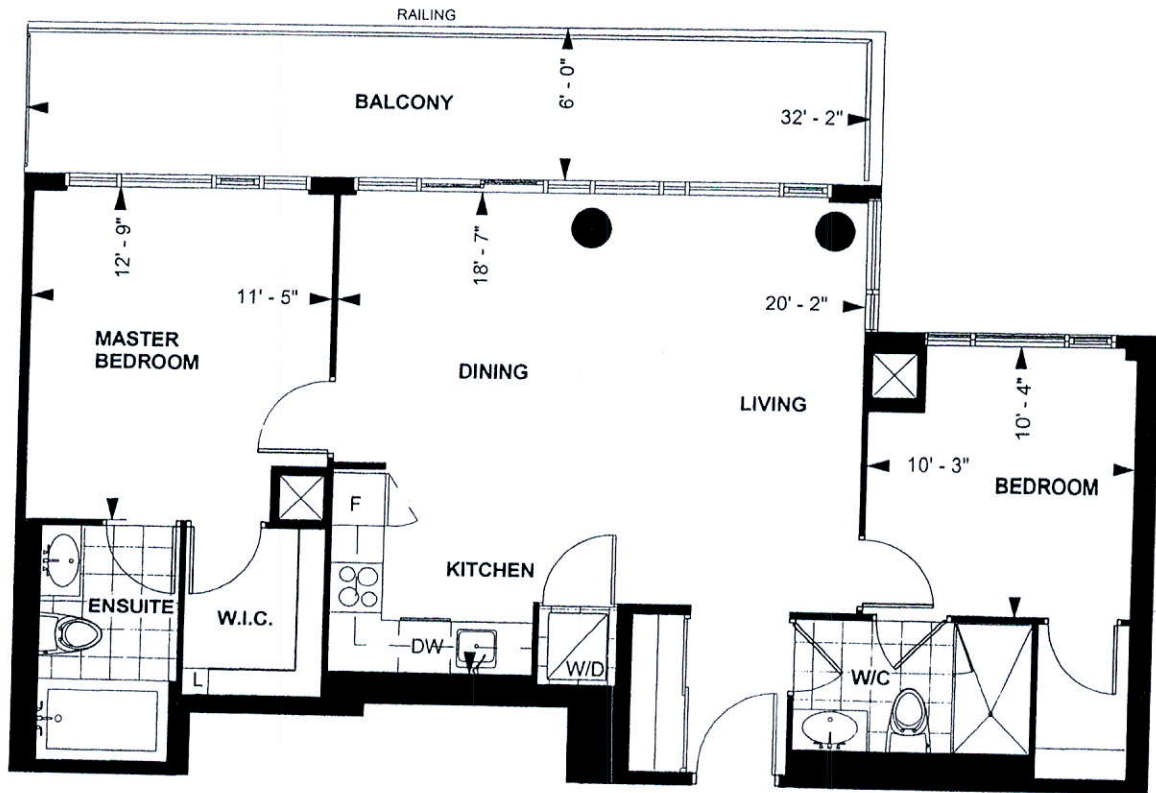 RAILING
BALCONY
6' - 0"
32' - 2"
12' - 9"
18' - 7"
11' - 5"
20' - 2"
MASTER
BEDROOM
DINING
LIVING
10' - 4"
10' - 3"
BEDROOM
F
KITCHEN
ENSUITE
W.I.C.
DW
W/D
W/C
L